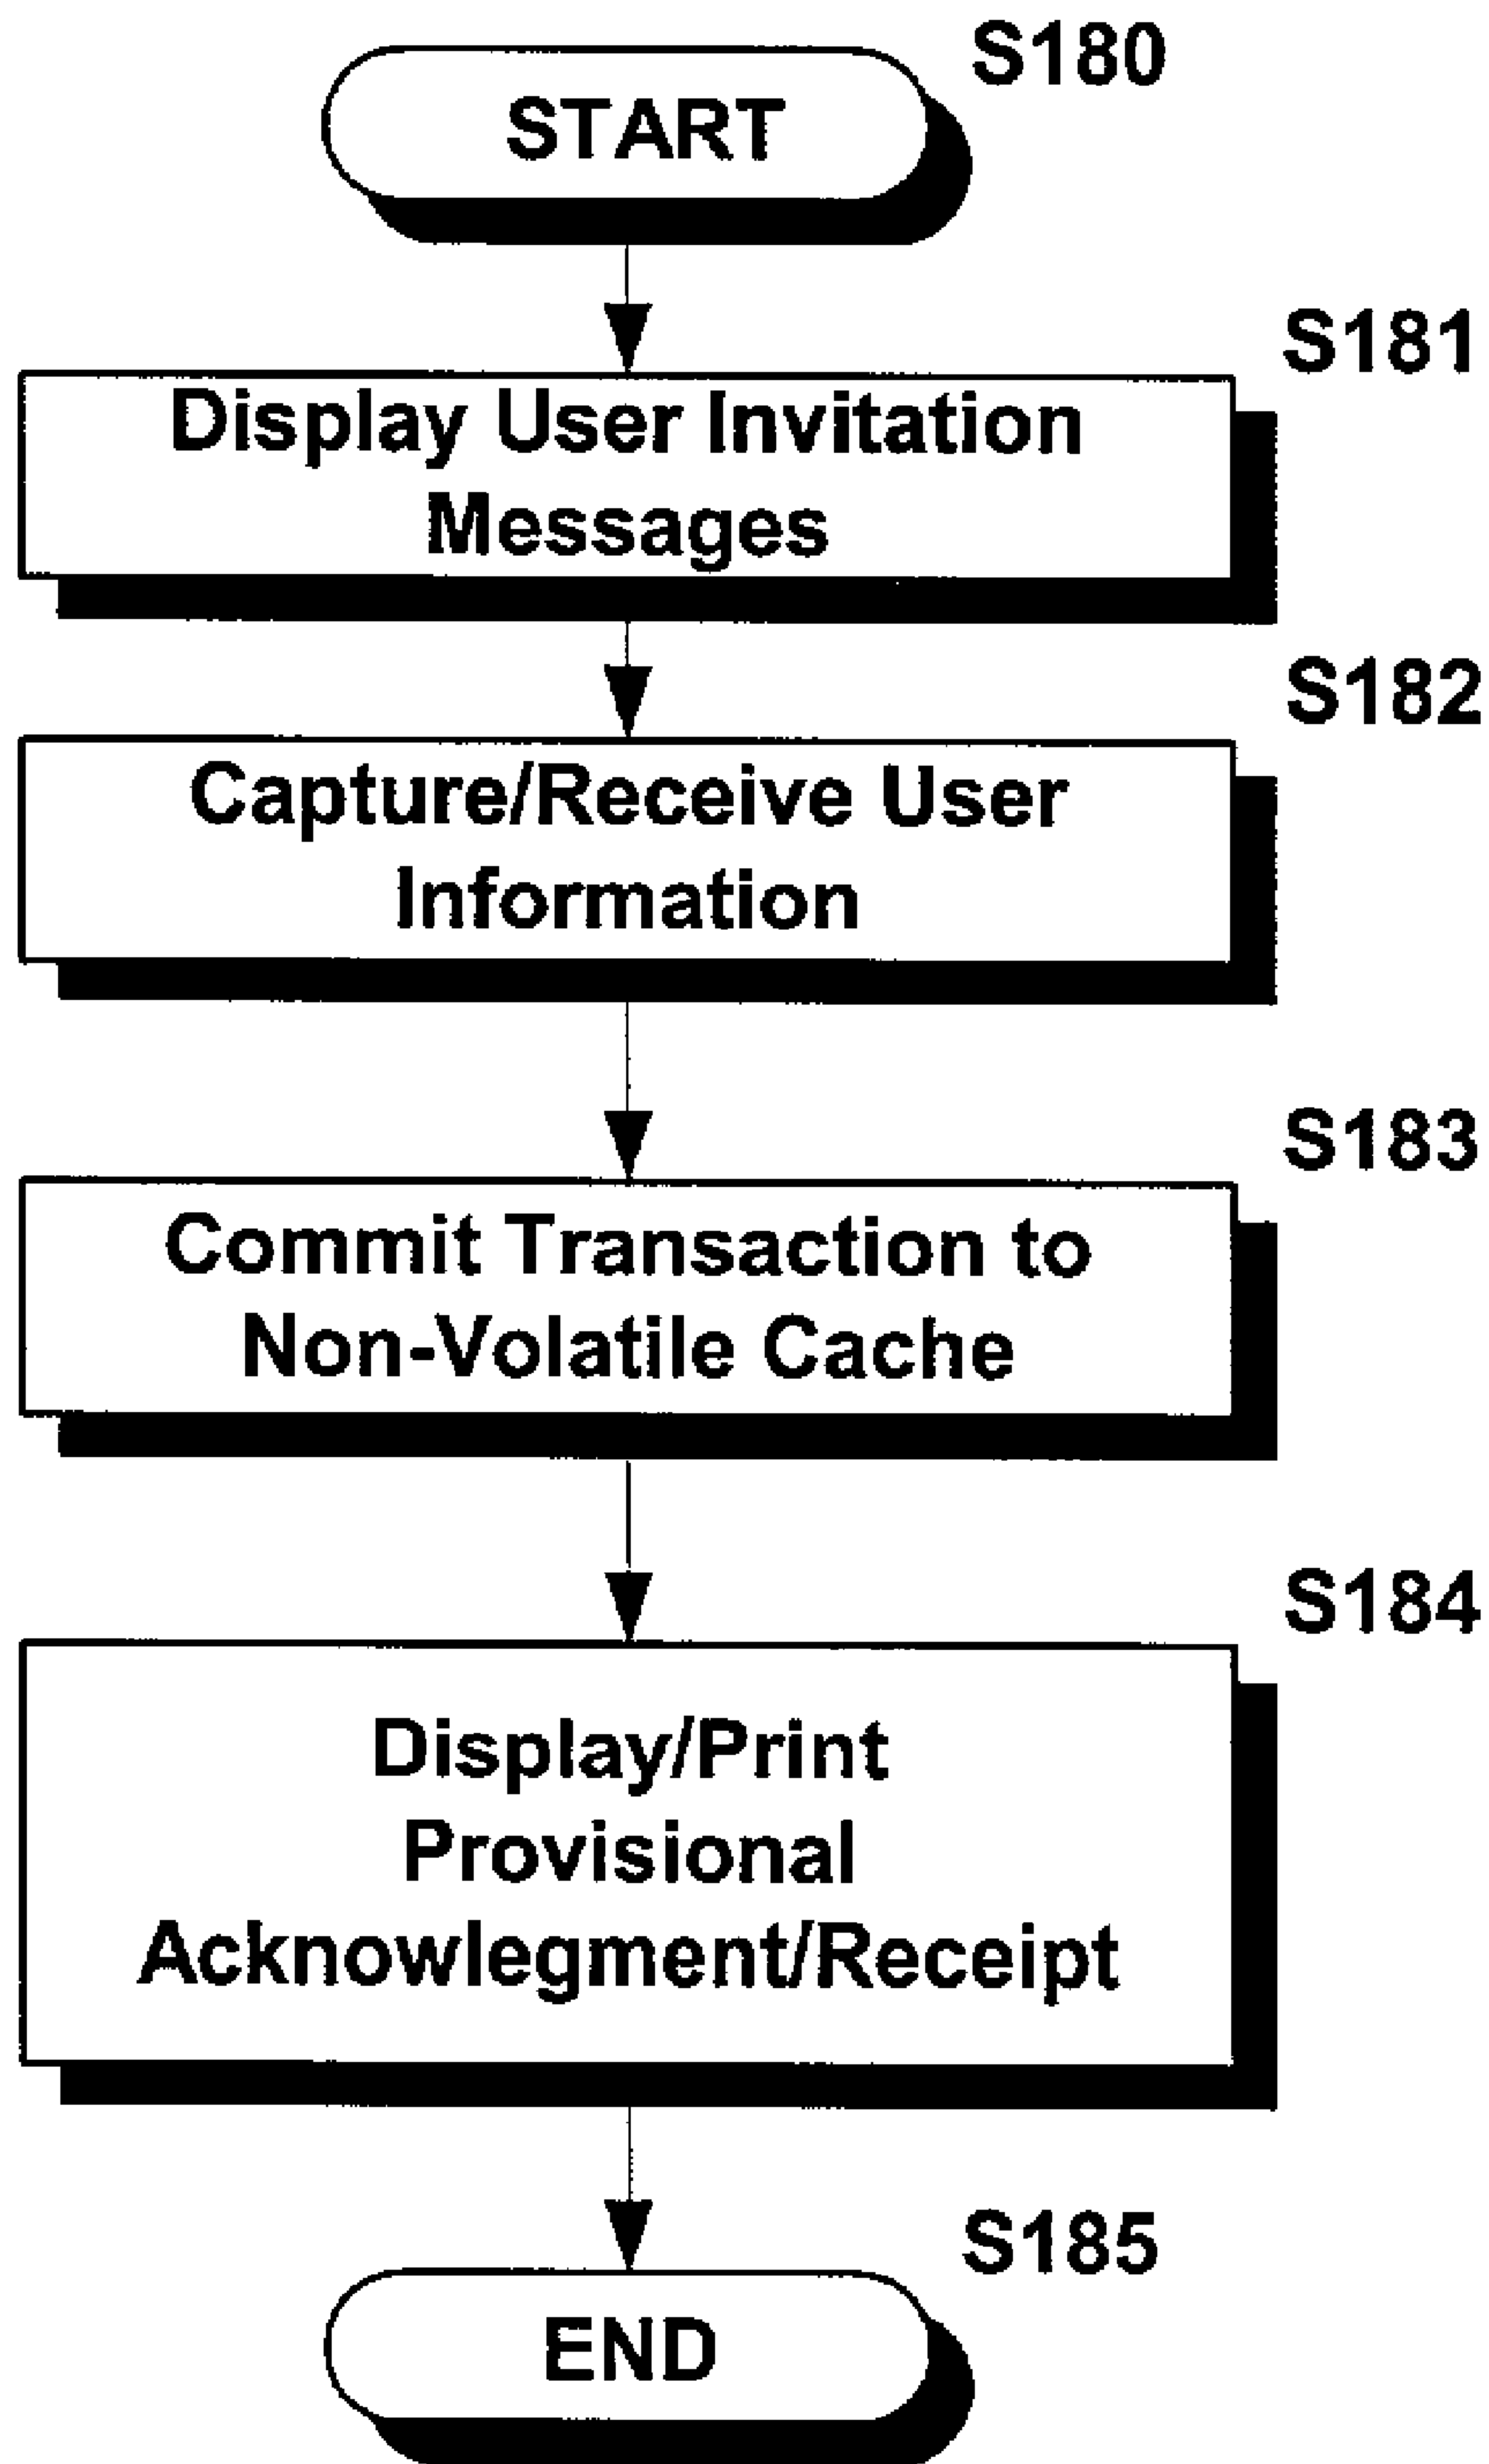 S180
START
S181
Display User Invitation
Messages
S182
Capture/Receive User
Information
S183
Commit Transaction to
Non-Volatile Cache
S184
Display/Print
Provisional
Acknowlegment/Receipt
S185
END